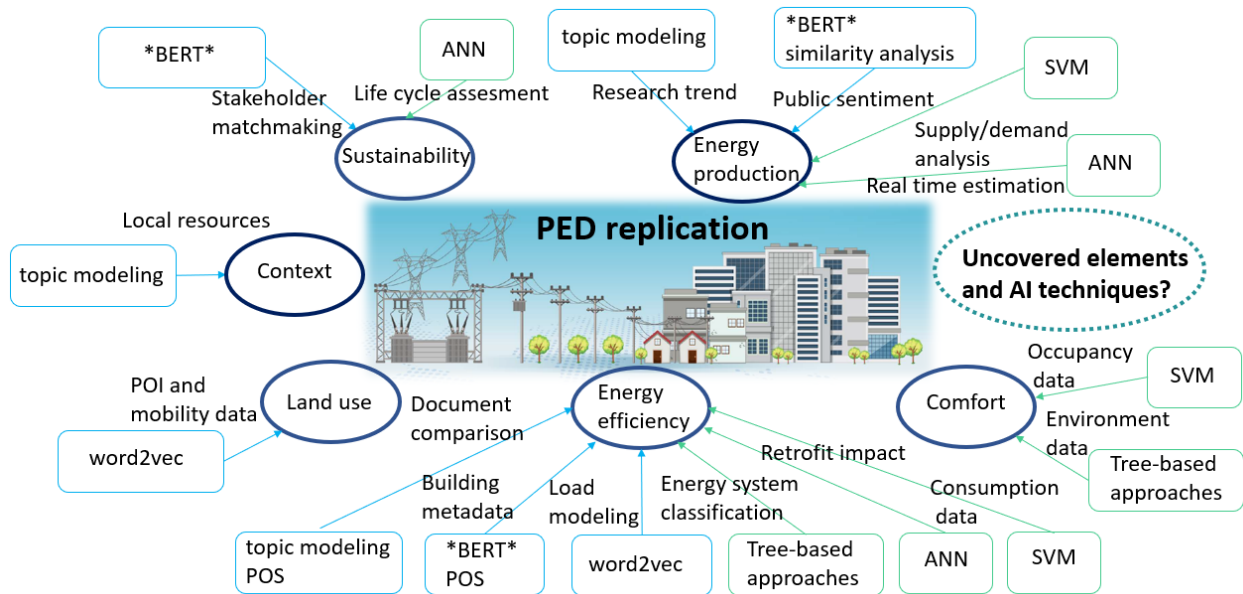 *BERT*
ANN
topic modeling
*BERT*
similarity analysis
SVM
Stakeholder
matchmaking
Life cycle assesment
Research trend
Public sentiment
Supply/demand
analysis
Sustainability
Energy
production
Real time estimation
ANN
Local resources
PED replication
topic modeling
Context
Uncovered elements
and AI techniques?
POI and
mobility data
Land use
Document
comparison
Energy
efficiency
Comfort
Occupancy
data
SVM
word2vec
Retrofit impact
Environment
data
Tree-based
approaches
Building
metadata
Load
modeling
Energy system
classification
Consumption
data
topic modeling
POS
*BERT*
POS
word2vec
Tree-based
approaches
ANN
SVM